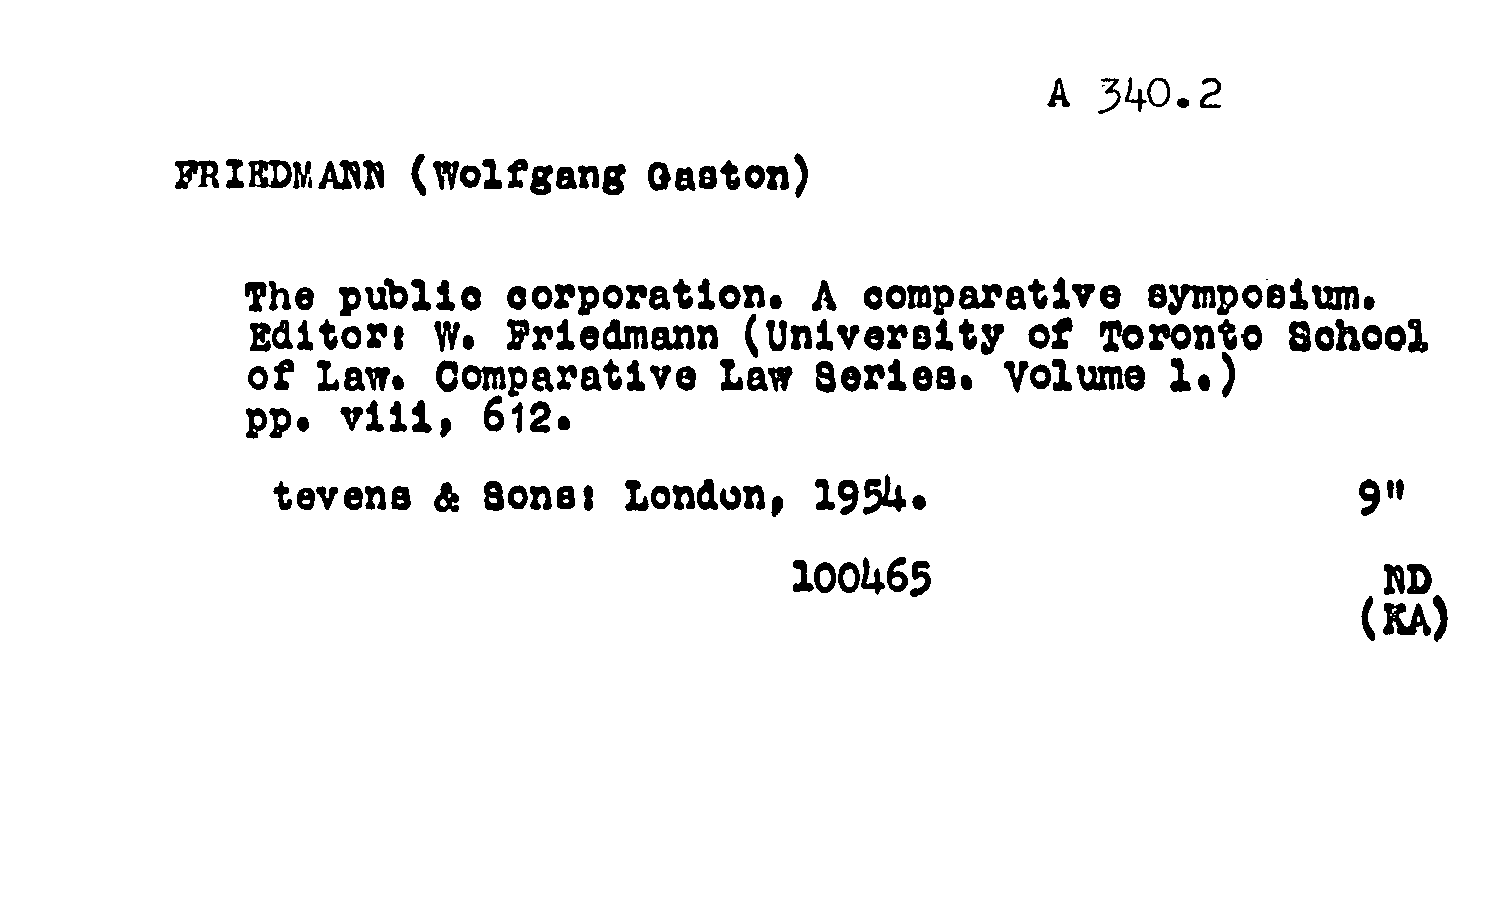 A 340.2
FRIEDMANN (Wolfgang Gaston)
The public corporation. A comparative symposium.
Editor: W. Friedmann (University of Toronto School
of Law. Comparative Law Series. Volume 1.)
pp. viii, 612.
tevens & Sons: London, 1954. 9"
100465 ND
(KA)